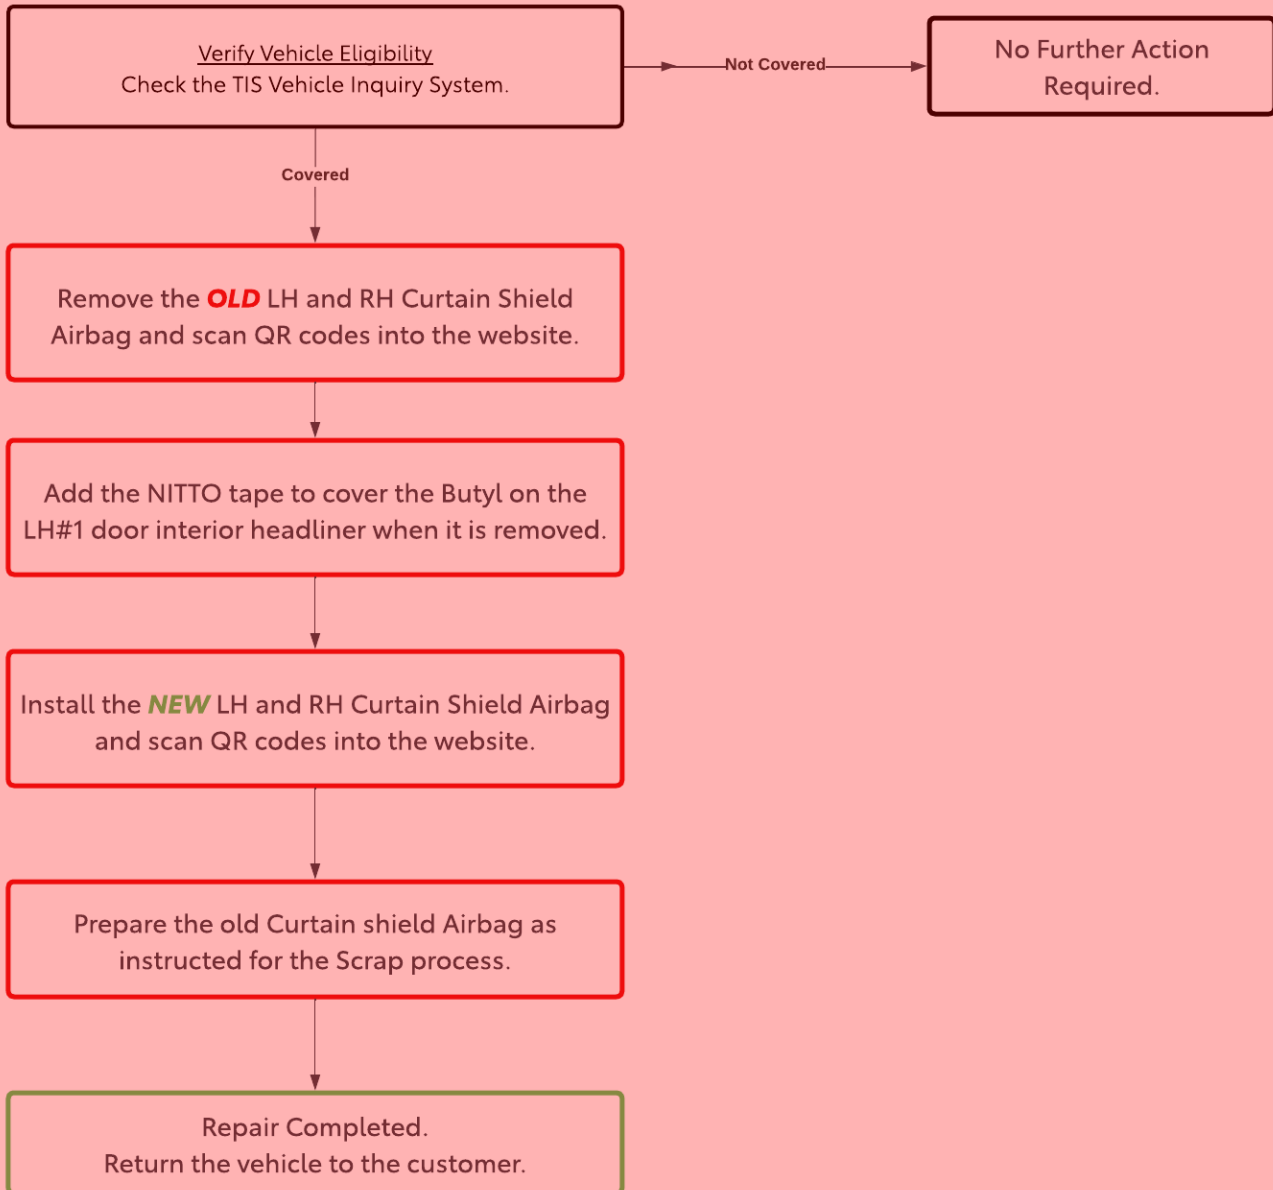 Verify Vehicle Eligibility
Check the TIS Vehicle Inquiry System.
Not Covered
No Further Action
Required.
Covered
Remove the OLD LH and RH Curtain Shield
Airbag and scan QR codes into the website.
Add the NITTO tape to cover the Butyl on the
LH#1 door interior headliner when it is removed.
Install the NEW LH and RH Curtain Shield Airbag
and scan QR codes into the website.
Prepare the old Curtain shield Airbag as
instructed for the Scrap process.
Repair Completed.
Return the vehicle to the customer.